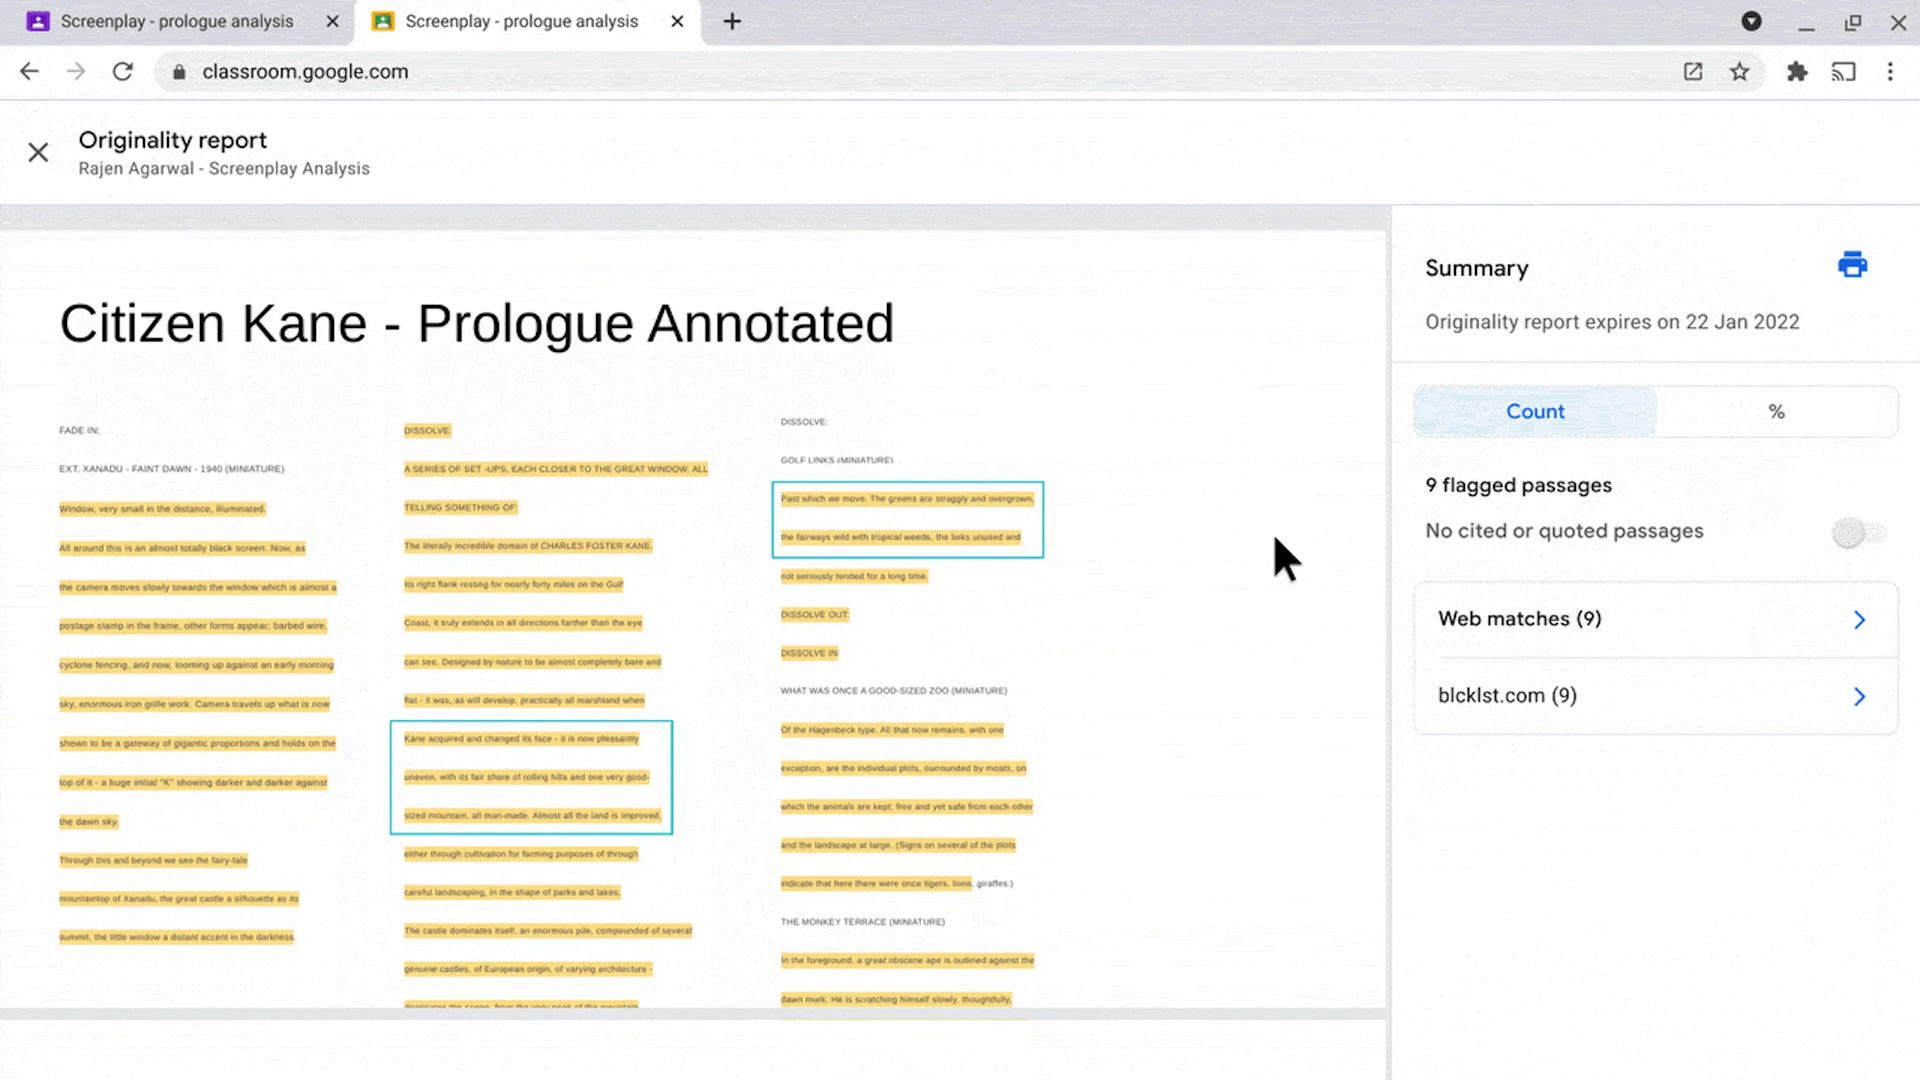 Screenplay - prologue analysis
Screenplay - prologue analysis
classroom.google.com
Originality report
Rajen Agarwal - Screenplay Analysis
Citizen Kane - Prologue Annotated
FADE IN:
EXT. XANADU - FAINT DAWN - 1940 (MINIATURE)
Window, very small in the distance, illuminated.
All around this is an almost totally black screen. Now, as
the camera moves slowly towards the window which is almost a
postage stamp in the frame, other forms appear; barbed wire,
cyclone fencing, and now, looming up against an early morning
sky, enormous iron grille work. Camera travels up what is now
shown to be a gateway of gigantic proportions and holds on the
top of it - a huge initial "K" showing darker and darker against
the dawn sky.
Through this and beyond we see the fairy-tale
mountaintop of Xanadu, the great castle a silhouette as its
summit, the little window a distant accent in the darkness.
DISSOLVE:
A SERIES OF SET -UPS, EACH CLOSER TO THE GREAT WINDOW, ALL
TELLING SOMETHING OF:
The literally incredible domain of CHARLES FOSTER KANE.
Its right flank resting for nearly forty miles on the Gulf
Coast, it truly extends in all directions farther than the eye
can see. Designed by nature to be almost completely bare and
flat - it was, as will develop, practically all marshland when
Kane acquired and changed its face - it is now pleasantly
uneven, with its fair share of rolling hills and one very good-
sized mountain, all man-made. Almost all the land is improved,
either through cultivation for farming purposes of through
careful landscaping, in the shape of parks and lakes.
The castle dominates itself, an enormous pile, compounded of several
genuine castles, of European origin, of varying architecture -
dominates the scene, from the very peak of the mountain.
DISSOLVE:
GOLF LINKS (MINIATURE)
Past which we move. The greens are straggly and overgrown,
the fairways wild with tropical weeds, the links unused and
not seriously tended for a long time.
DISSOLVE OUT:
DISSOLVE IN:
WHAT WAS ONCE A GOOD-SIZED ZOO (MINIATURE)
Of the Hagenbeck type. All that now remains, with one
exception, are the individual plots, surrounded by moats, on
which the animals are kept, free and yet safe from each other
and the landscape at large. (Signs on several of the plots
indicate that here there were once tigers, lions, giraffes.)
THE MONKEY TERRACE (MINIATURE)
In the foreground, a great obscene ape is outlined against the
dawn murk. He is scratching himself slowly, thoughtfully,
Summary
Originality report expires on 22 Jan 2022
Count
%
9 flagged passages
No cited or quoted passages
Web matches (9)
blcklst.com (9)